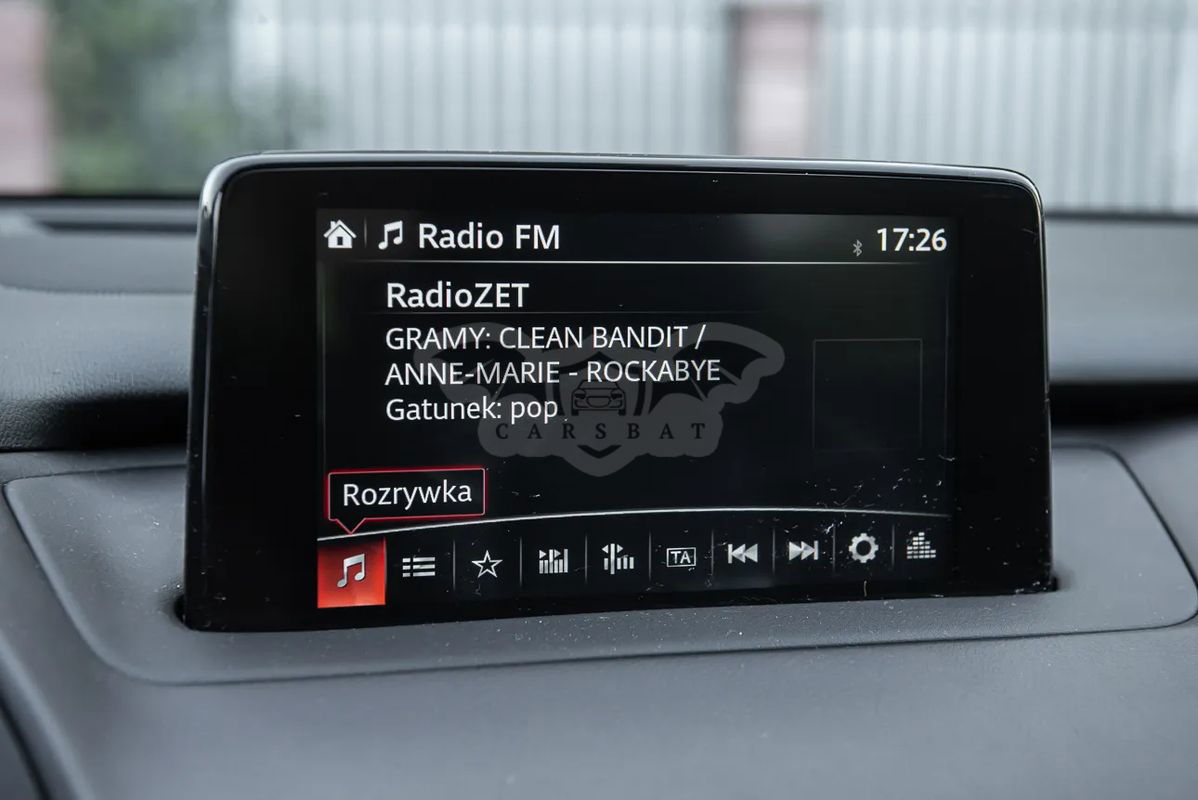 Radio FM
17:26
RadioZET
GRAMY: CLEAN BANDIT /
ANNE-MARIE - ROCKABYE
Gatunek: pop
CARSBAT
Rozrywka
TA